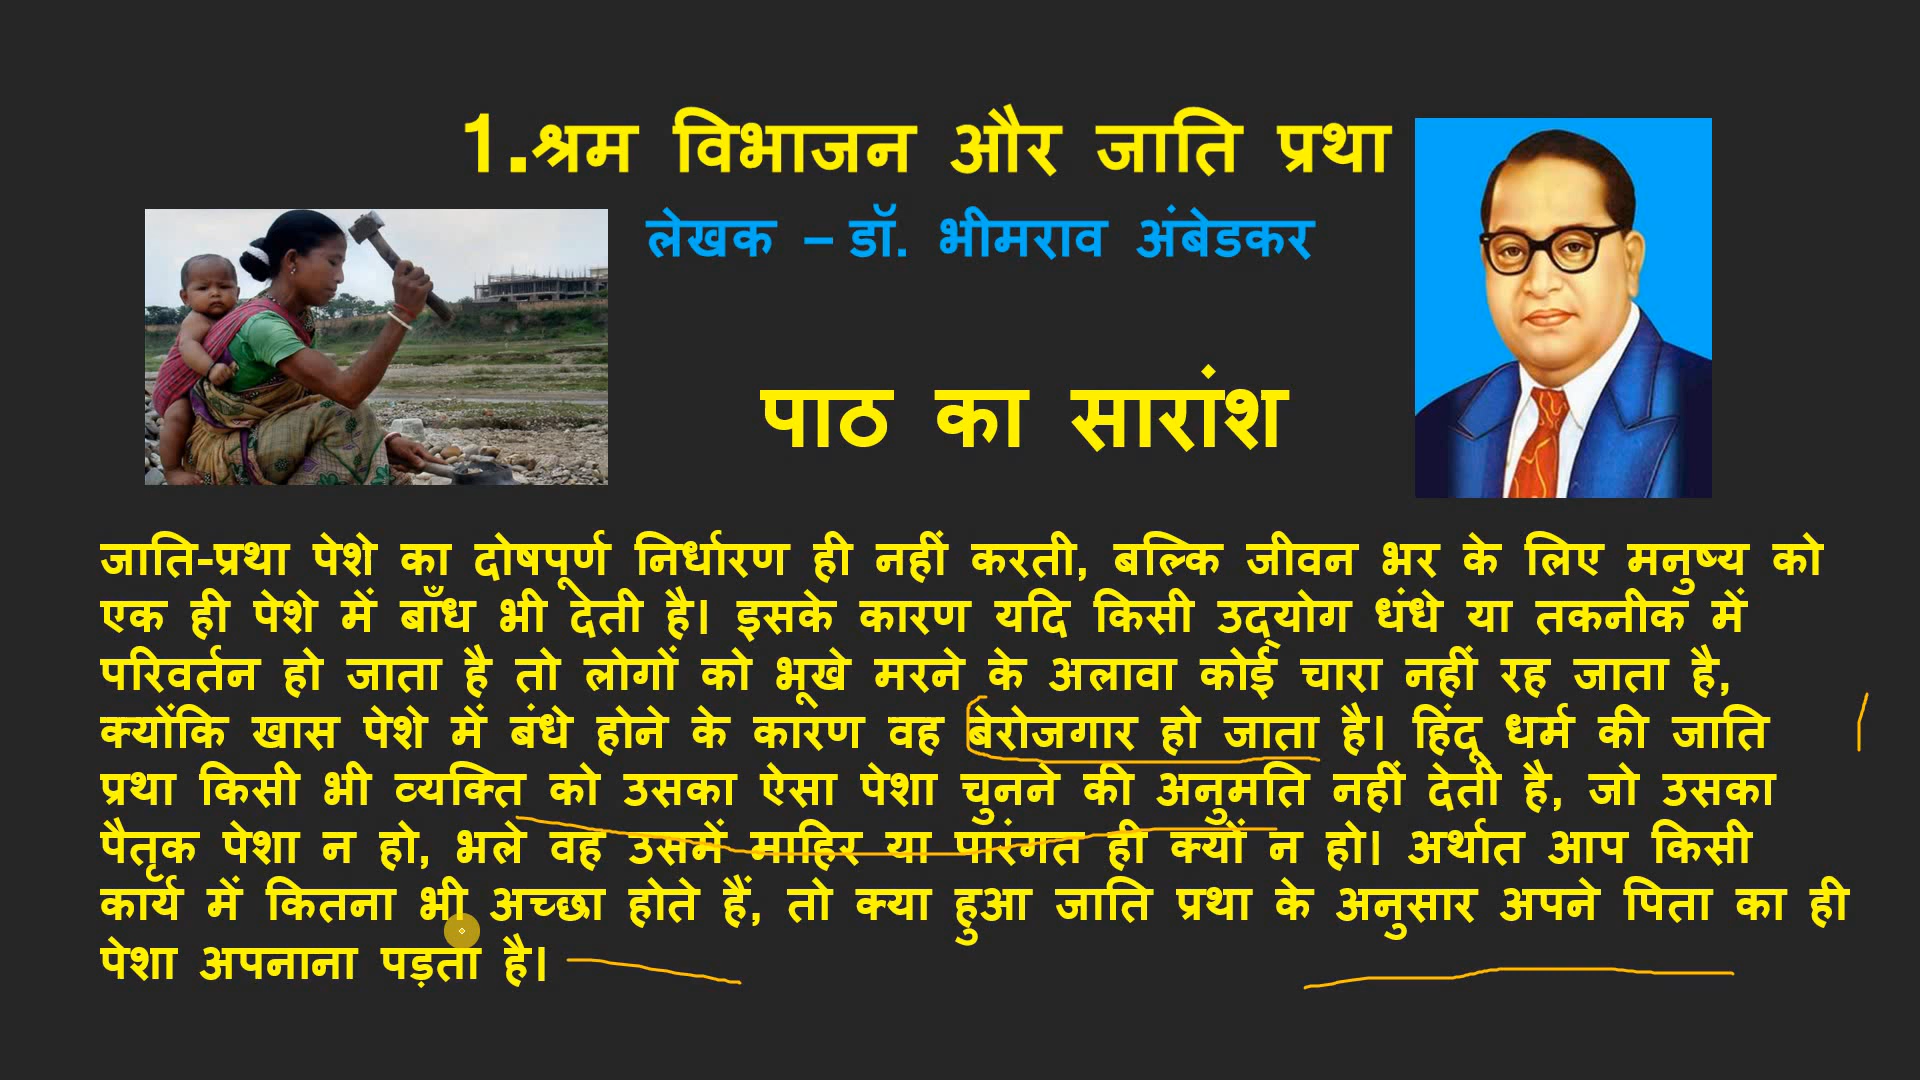 1.श्रम विभाजन और जाति प्रथा
लेखक – डॉ. भीमराव अंबेडकर
पाठ का सारांश
जाति-प्रथा पेशे का दोषपूर्ण निर्धारण ही नहीं करती, बल्कि जीवन भर के लिए मनुष्य को
एक ही पेशे में बाँध भी देती है। इसके कारण यदि किसी उद्योग धंधे या तकनीक में
परिवर्तन हो जाता है तो लोगों को भूखे मरने के अलावा कोई चारा नहीं रह जाता है,
क्योंकि खास पेशे में बंधे होने के कारण वह बेरोजगार हो जाता है। हिंदू धर्म की जाति
प्रथा किसी भी व्यक्ति को उसका ऐसा पेशा चुनने की अनुमति नहीं देती है, जो उसका
पैतृक पेशा न हो, भले वह उसमें माहिर या पारंगत ही क्यों न हो। अर्थात आप किसी
कार्य में कितना भी अच्छा होते हैं, तो क्या हुआ जाति प्रथा के अनुसार अपने पिता का ही
पेशा अपनाना पड़ता है।